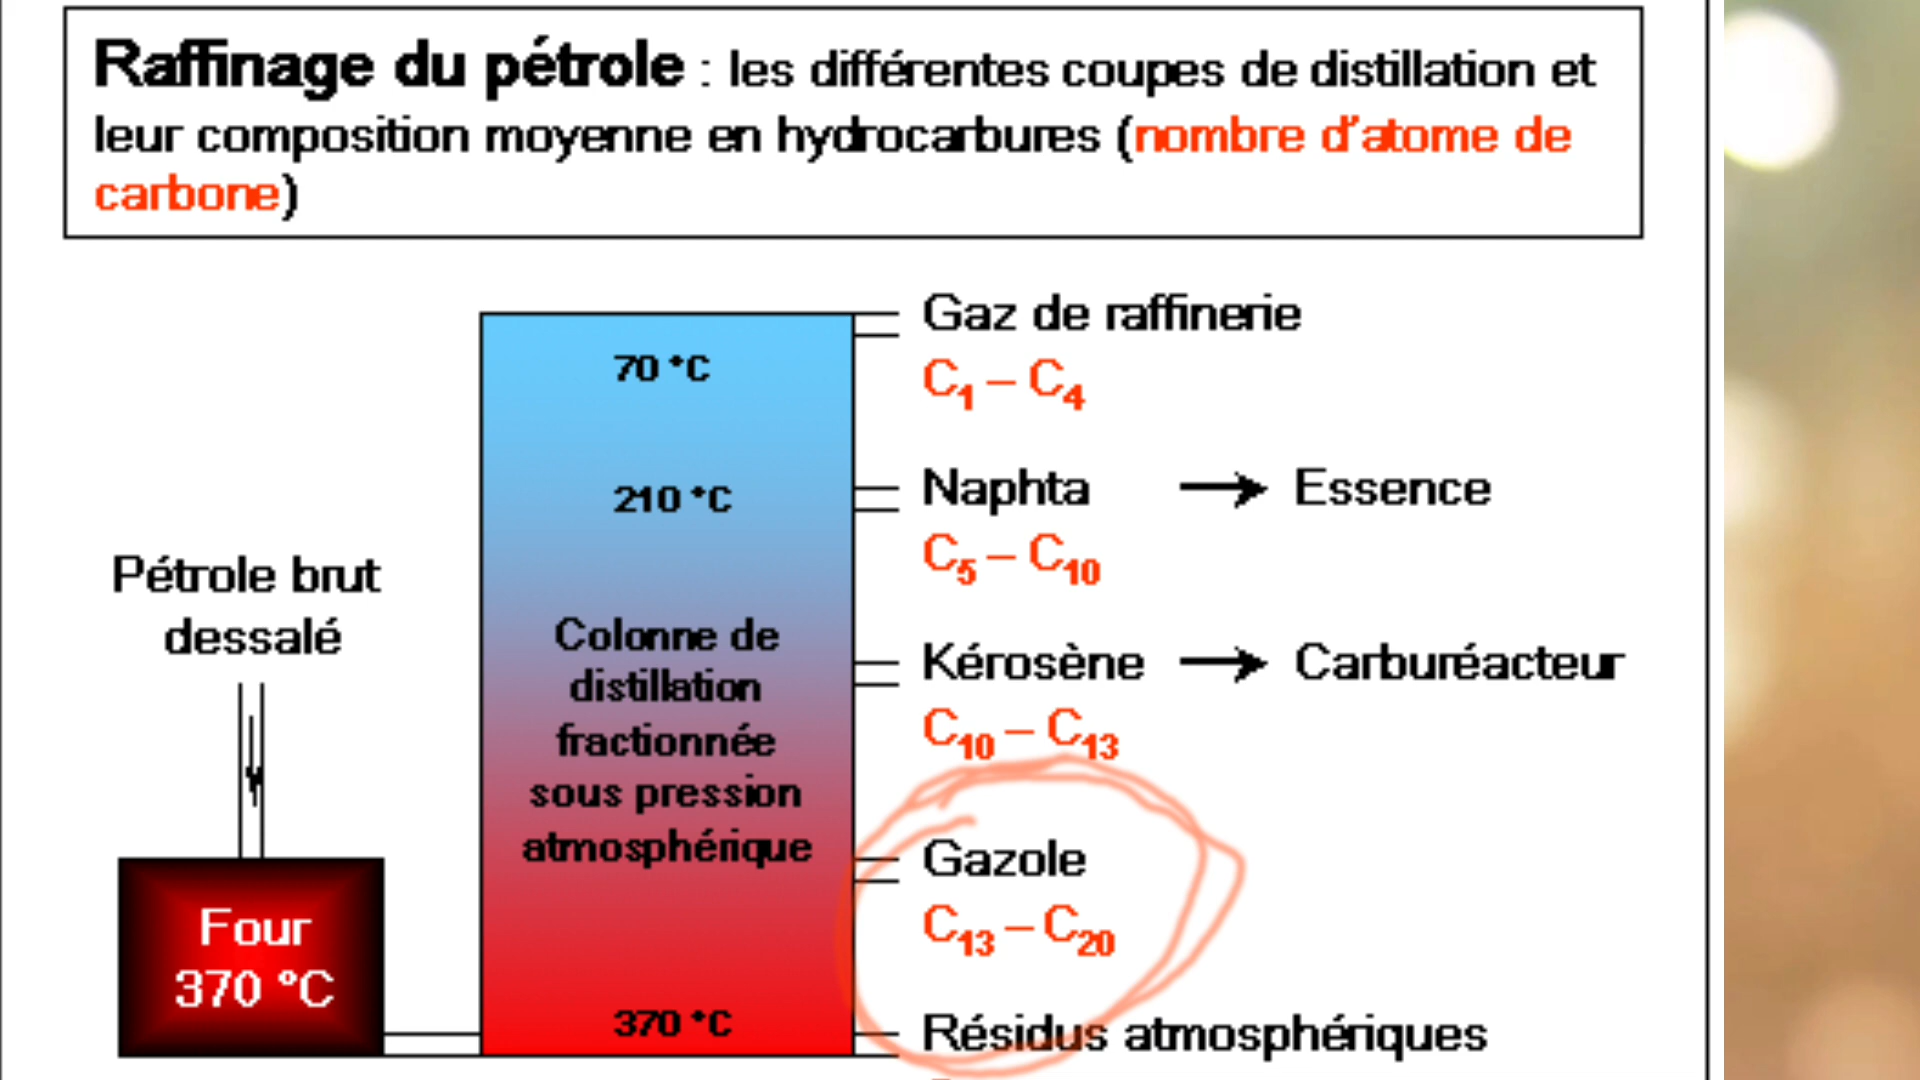 Raffinage du pétrole : les différentes coupes de distillation et
leur composition moyenne en hydrocarbures (nombre d'atome de
carbone)
Gaz de raffinerie
70 °C
C1 – C4
Naphta → Essence
210 °C
C5 – C10
Pétrole brut
dessalé
Colonne de
distillation
fractionnée
sous pression
atmosphérique
Kérosène → Carburéacteur
C10 – C13
Gazole
C13 – C20
Four
370 °C
370 °C
Résidus atmosphériques